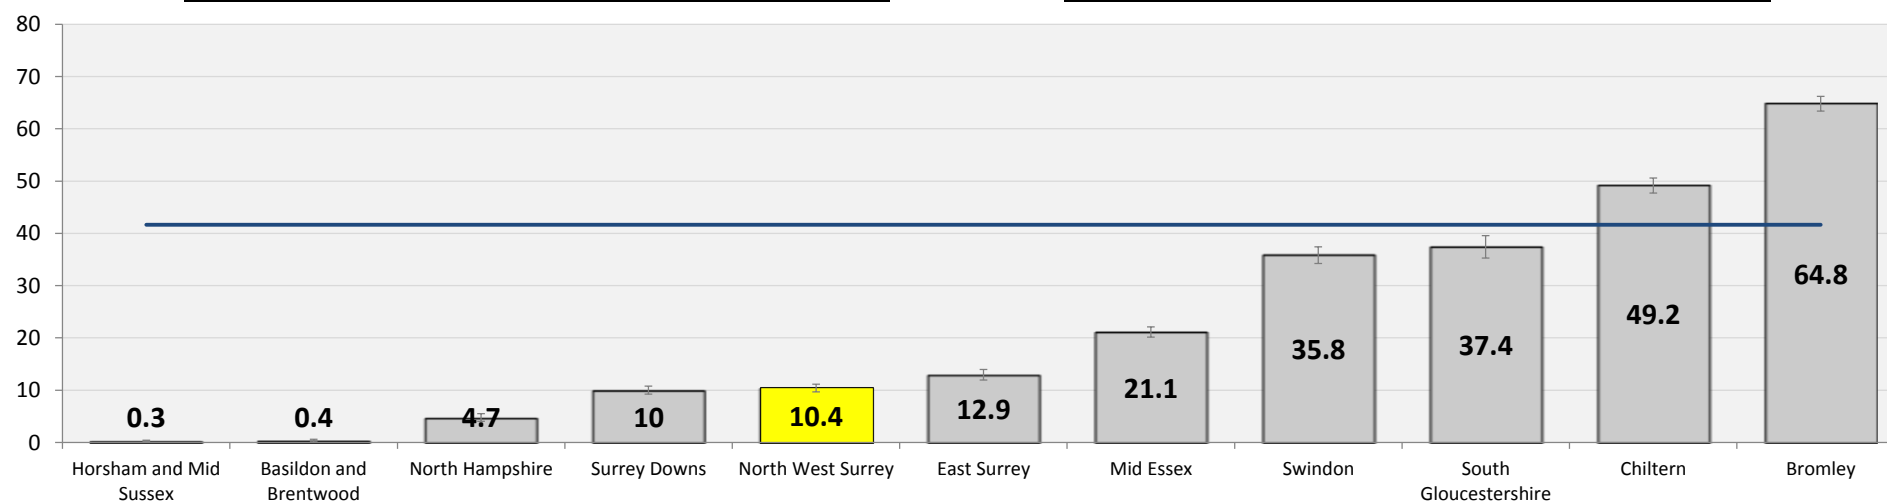 80
70
60
50
40
30
20
10
0
0.3
0.4
4.7
10
10.4
12.9
21.1
35.8
37.4
49.2
64.8
Horsham and Mid
Sussex
Basildon and
Brentwood
North Hampshire
Surrey Downs
North West Surrey
East Surrey
Mid Essex
Swindon
South
Gloucestershire
Chiltern
Bromley